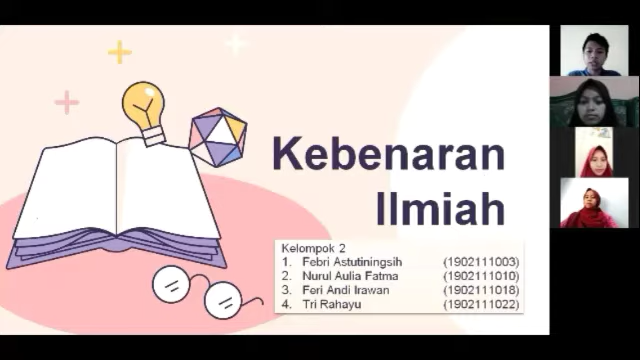 Kebenaran
Ilmiah
Kelompok 2
1. Febri Astutiningsih (1902111003)
2. Nurul Aulia Fatma (1902111010)
3. Feri Andi Irawan (1902111018)
4. Tri Rahayu (1902111022)